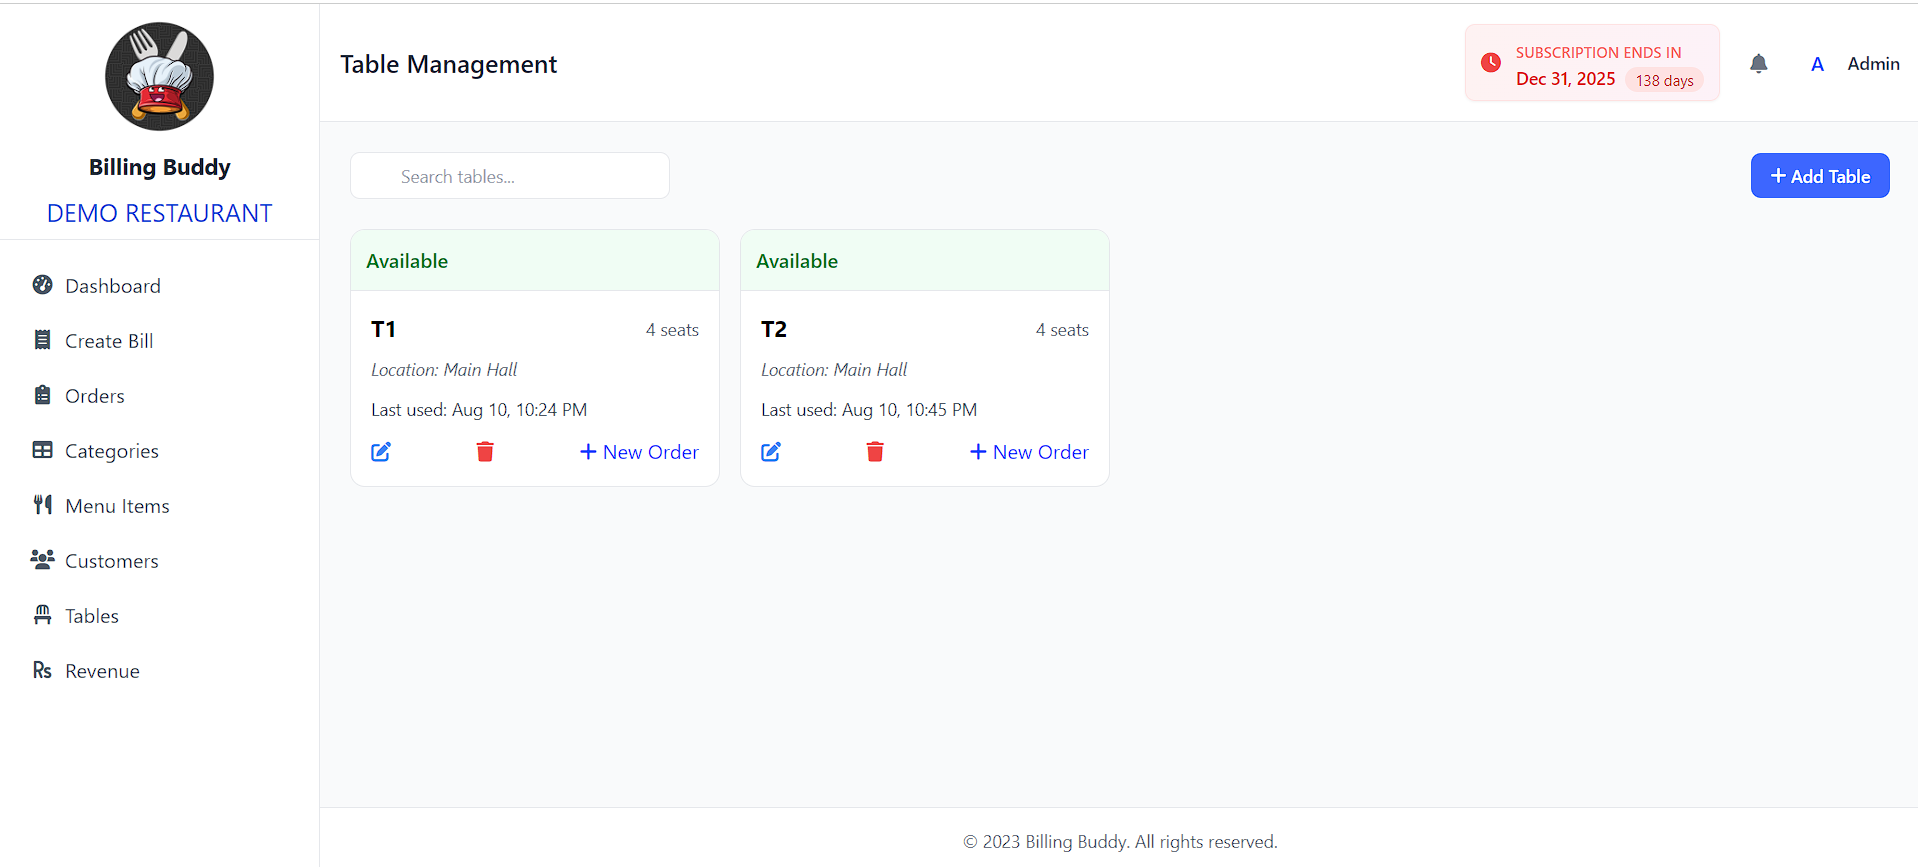 Billing Buddy
DEMO RESTAURANT
Dashboard
Create Bill
Orders
Categories
Menu Items
Customers
Tables
Rs Revenue
Table Management
SUBSCRIPTION ENDS IN
Dec 31, 2025 138 days
A Admin
Search tables...
+ Add Table
Available
T1 4 seats
Location: Main Hall
Last used: Aug 10, 10:24 PM
+ New Order
Available
T2 4 seats
Location: Main Hall
Last used: Aug 10, 10:45 PM
+ New Order
© 2023 Billing Buddy. All rights reserved.